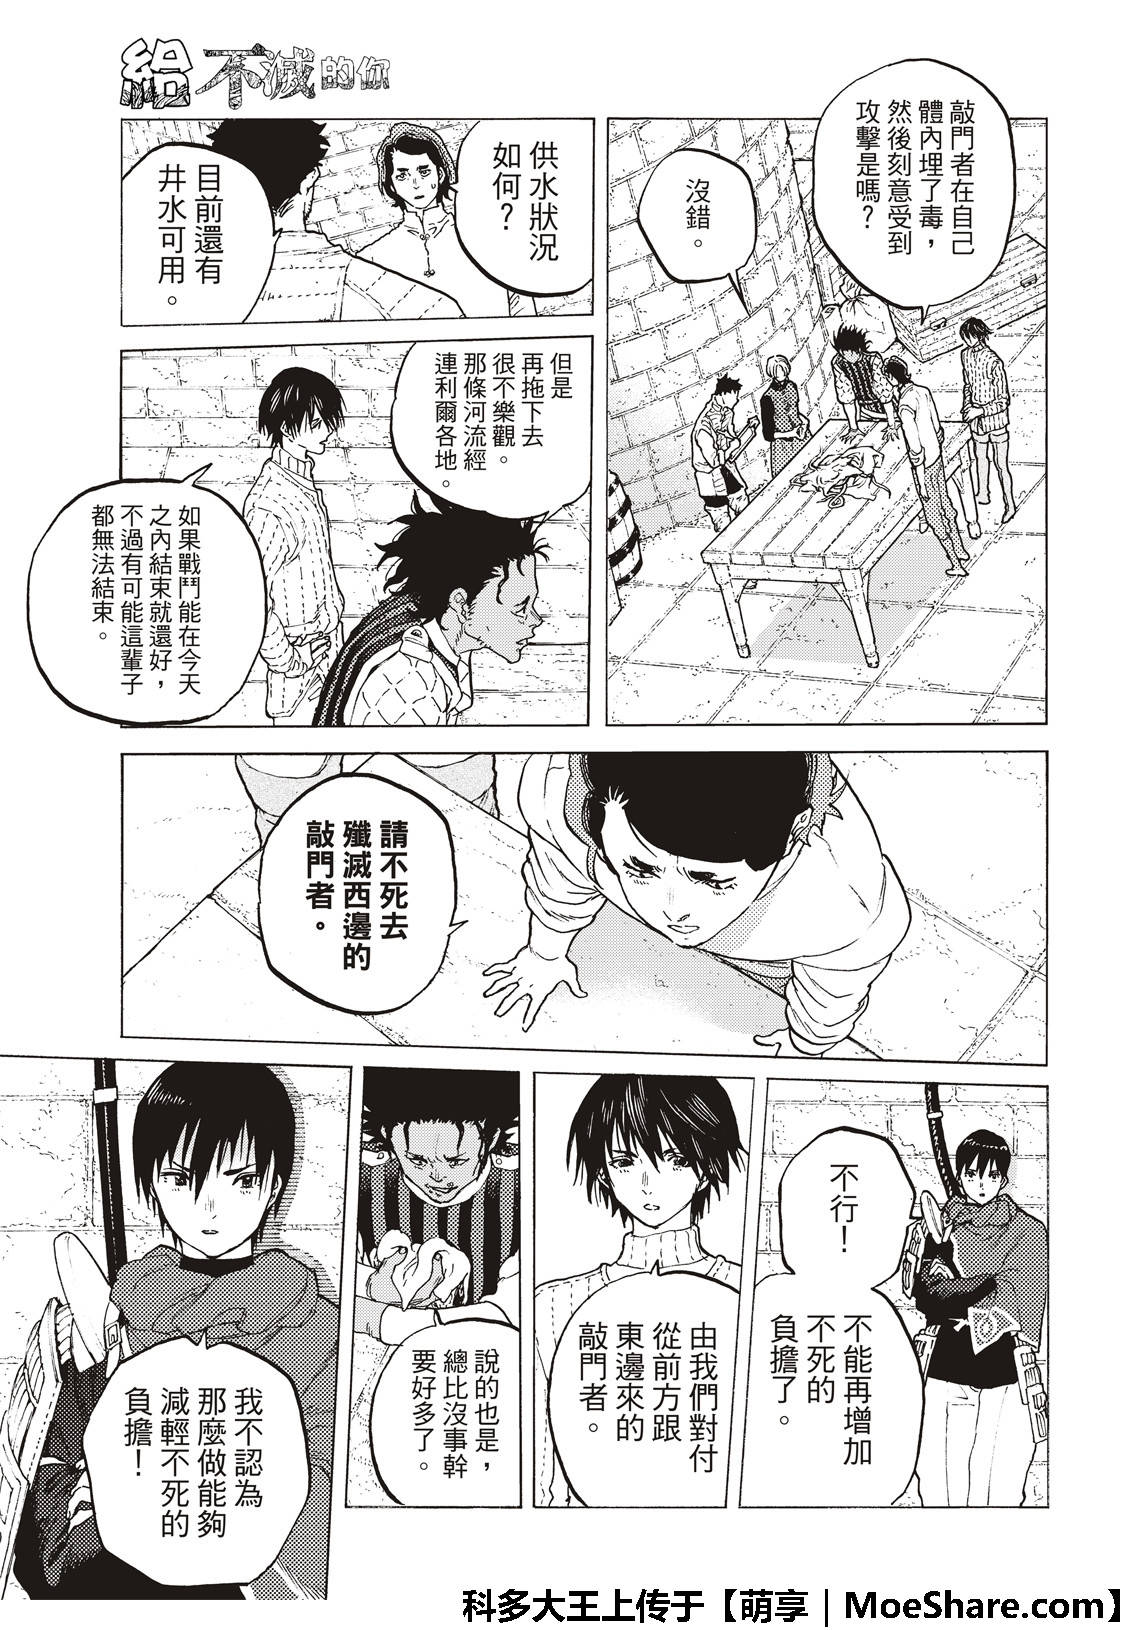 給不滅的你
敲門者在自己
體內埋了毒，
然後刻意受到
攻擊是嗎？
沒錯。
供水狀況
如何？
目前還有
井水可用。
但是
再拖下去
很不樂觀。
那條河流經
連利爾各地。
如果戰鬥能在今天
之內結束就還好，
不過有可能這輩子
都無法結束。
請不死去
殲滅西邊的
敲門者。
不行！
不能再增加
不死的
負擔了。
由我們對付
從前方跟
東邊來的
敲門者。
說的也是，
總比沒事幹
要好多了。
我不認為
那麼做能夠
減輕不死的
負擔！
科多大王上传于【萌享｜MoeShare.com】